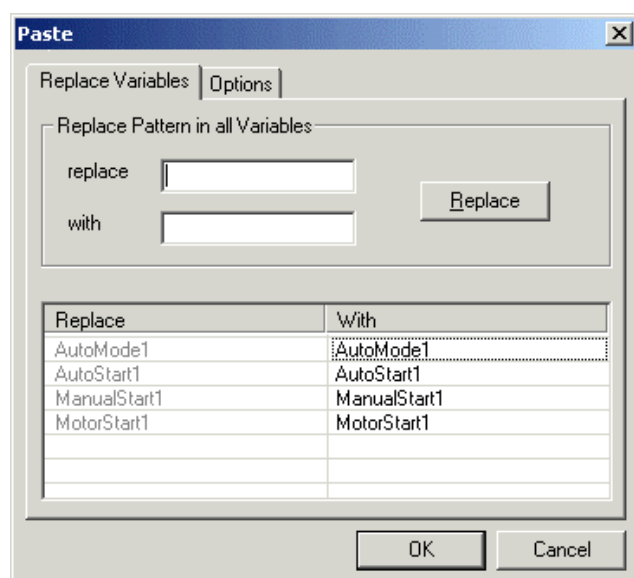 Paste
Replace Variables Options
Replace Pattern in all Variables
replace
with
Replace
Replace With
AutoMode1 AutoMode1
AutoStart1 AutoStart1
ManualStart1 ManualStart1
MotorStart1 MotorStart1
OK Cancel